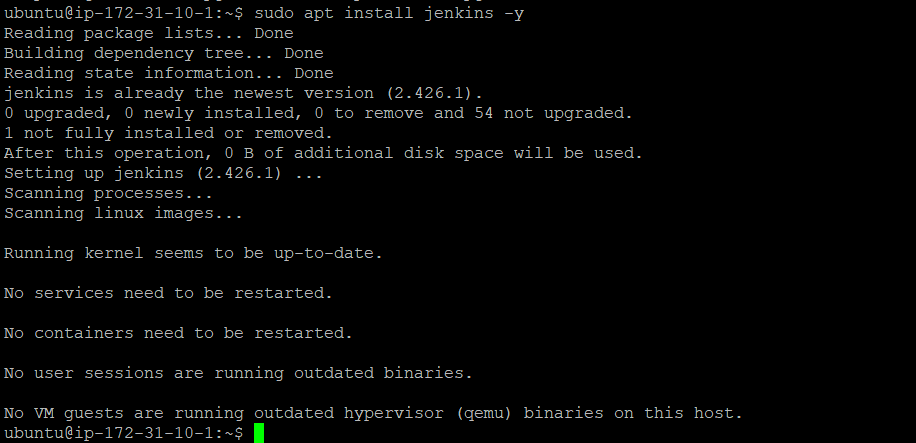 ubuntu@ip-172-31-10-1:~$ sudo apt install jenkins -y
Reading package lists... Done
Building dependency tree... Done
Reading state information... Done
jenkins is already the newest version (2.426.1).
0 upgraded, 0 newly installed, 0 to remove and 54 not upgraded.
1 not fully installed or removed.
After this operation, 0 B of additional disk space will be used.
Setting up jenkins (2.426.1) ...
Scanning processes...
Scanning linux images...
Running kernel seems to be up-to-date.
No services need to be restarted.
No containers need to be restarted.
No user sessions are running outdated binaries.
No VM guests are running outdated hypervisor (qemu) binaries on this host.
ubuntu@ip-172-31-10-1:~$